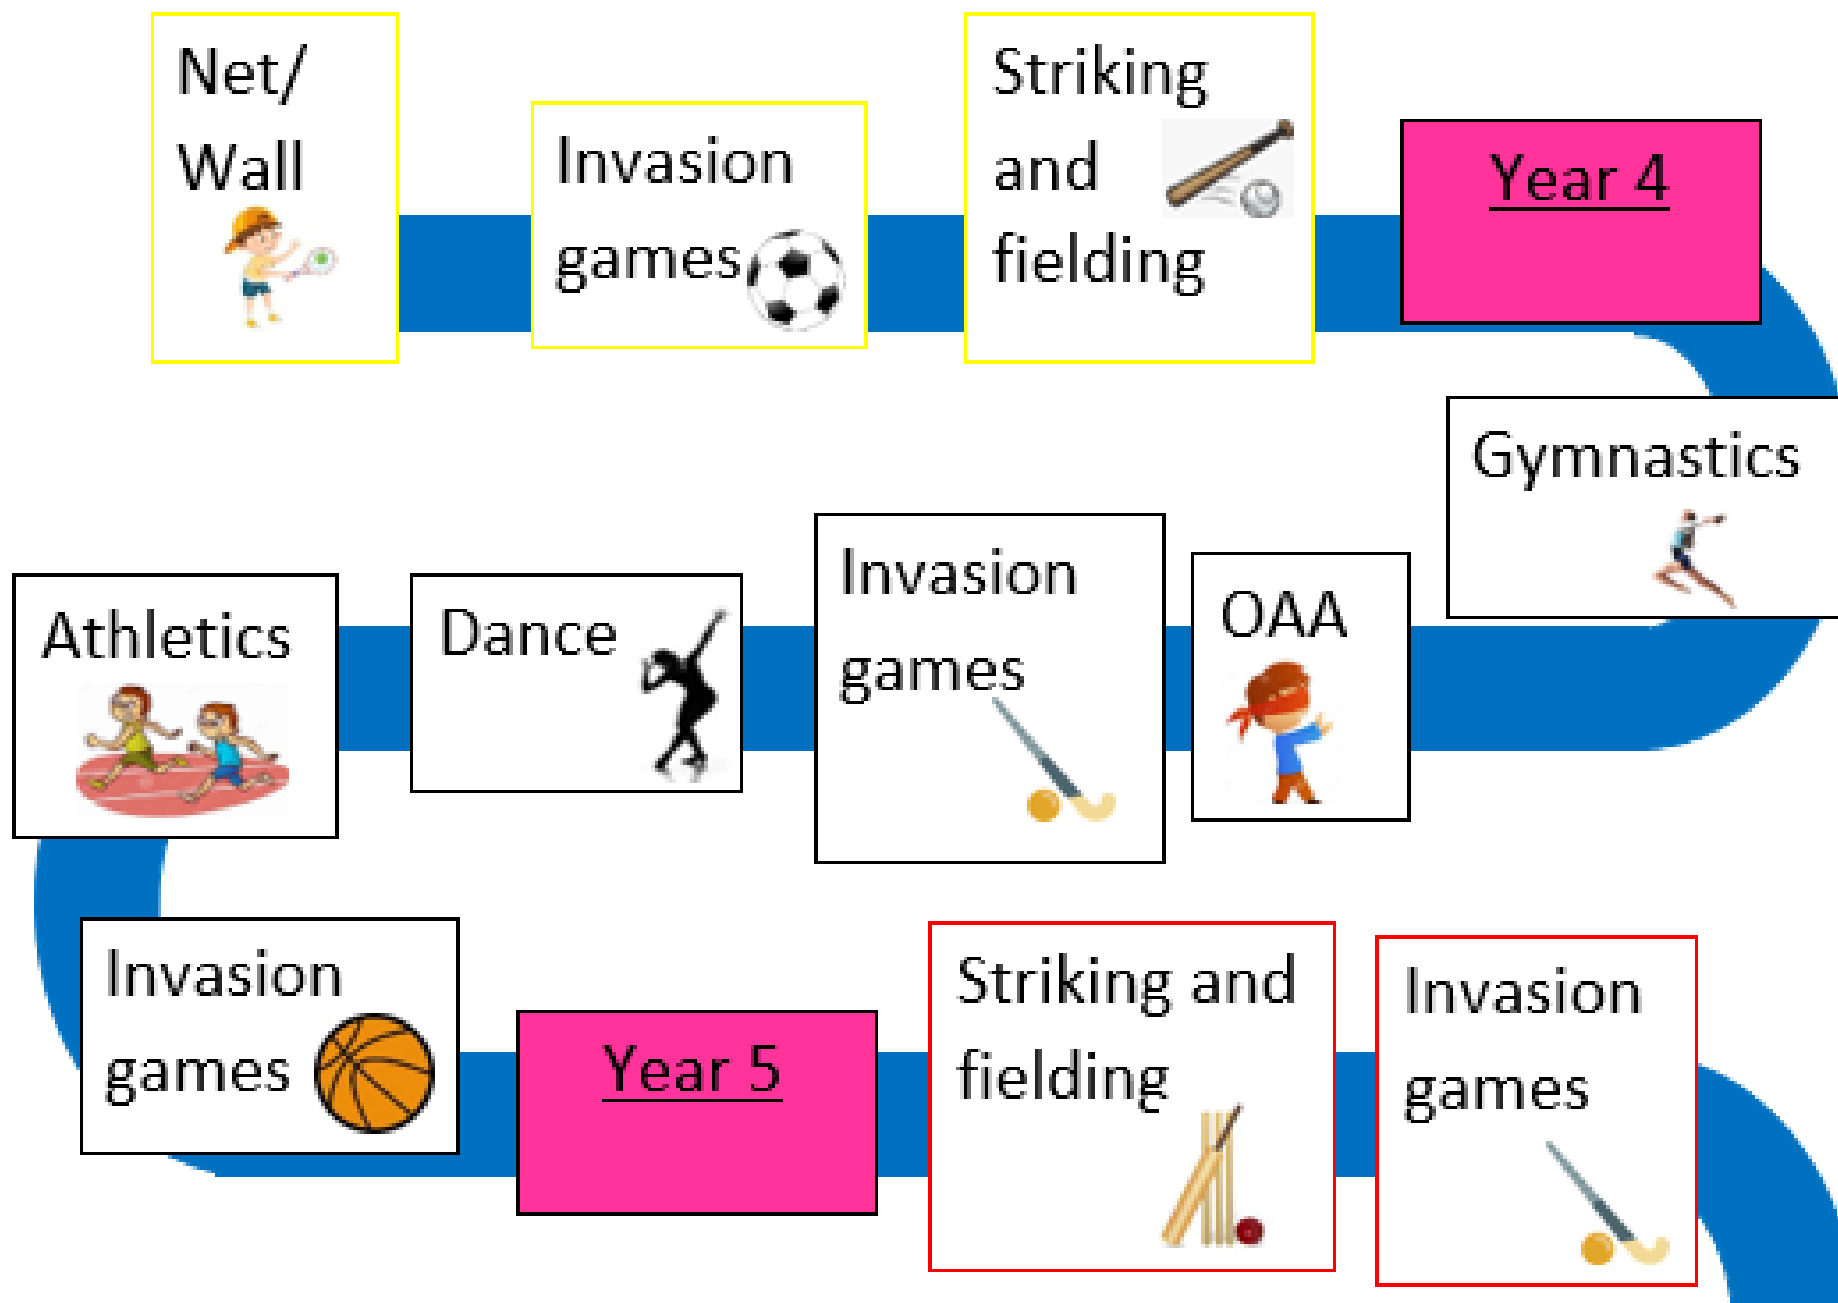 Net/
Wall
Invasion
games
Striking
and
fielding
Year 4
Gymnastics
OAA
Invasion
games
Dance
Athletics
Invasion
games
Year 5
Striking and
fielding
Invasion
games